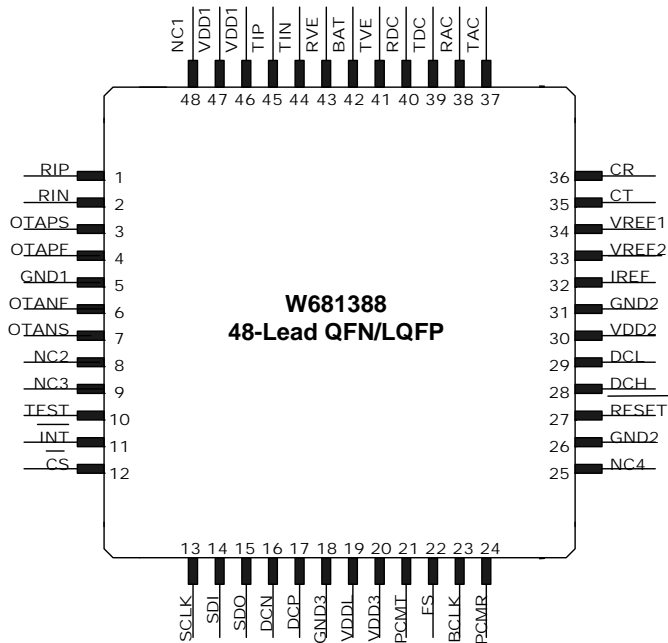 NC1
VDD1
VDD1
TIP
TIN
RVE
BAT
TVE
RDC
TDC
RAC
TAC
48 47 46 45 44 43 42 41 40 39 38 37
RIP 1
RIN 2
OTAPS 3
OTAPF 4
GND1 5
OTANF 6
OTANS 7
NC2 8
NC3 9
TEST 10
INT 11
CS 12
W681388
48-Lead QFN/LQFP
36 CR
35 CT
34 VREF1
33 VREF2
32 IREF
31 GND2
30 VDD2
29 DCL
28 DCH
27 RESET
26 GND2
25 NC4
13 14 15 16 17 18 19 20 21 22 23 24
SCLK
SDI
SDO
DCN
DCP
GND3
VDDL
VDD3
PCMT
FS
BCLK
PCMR